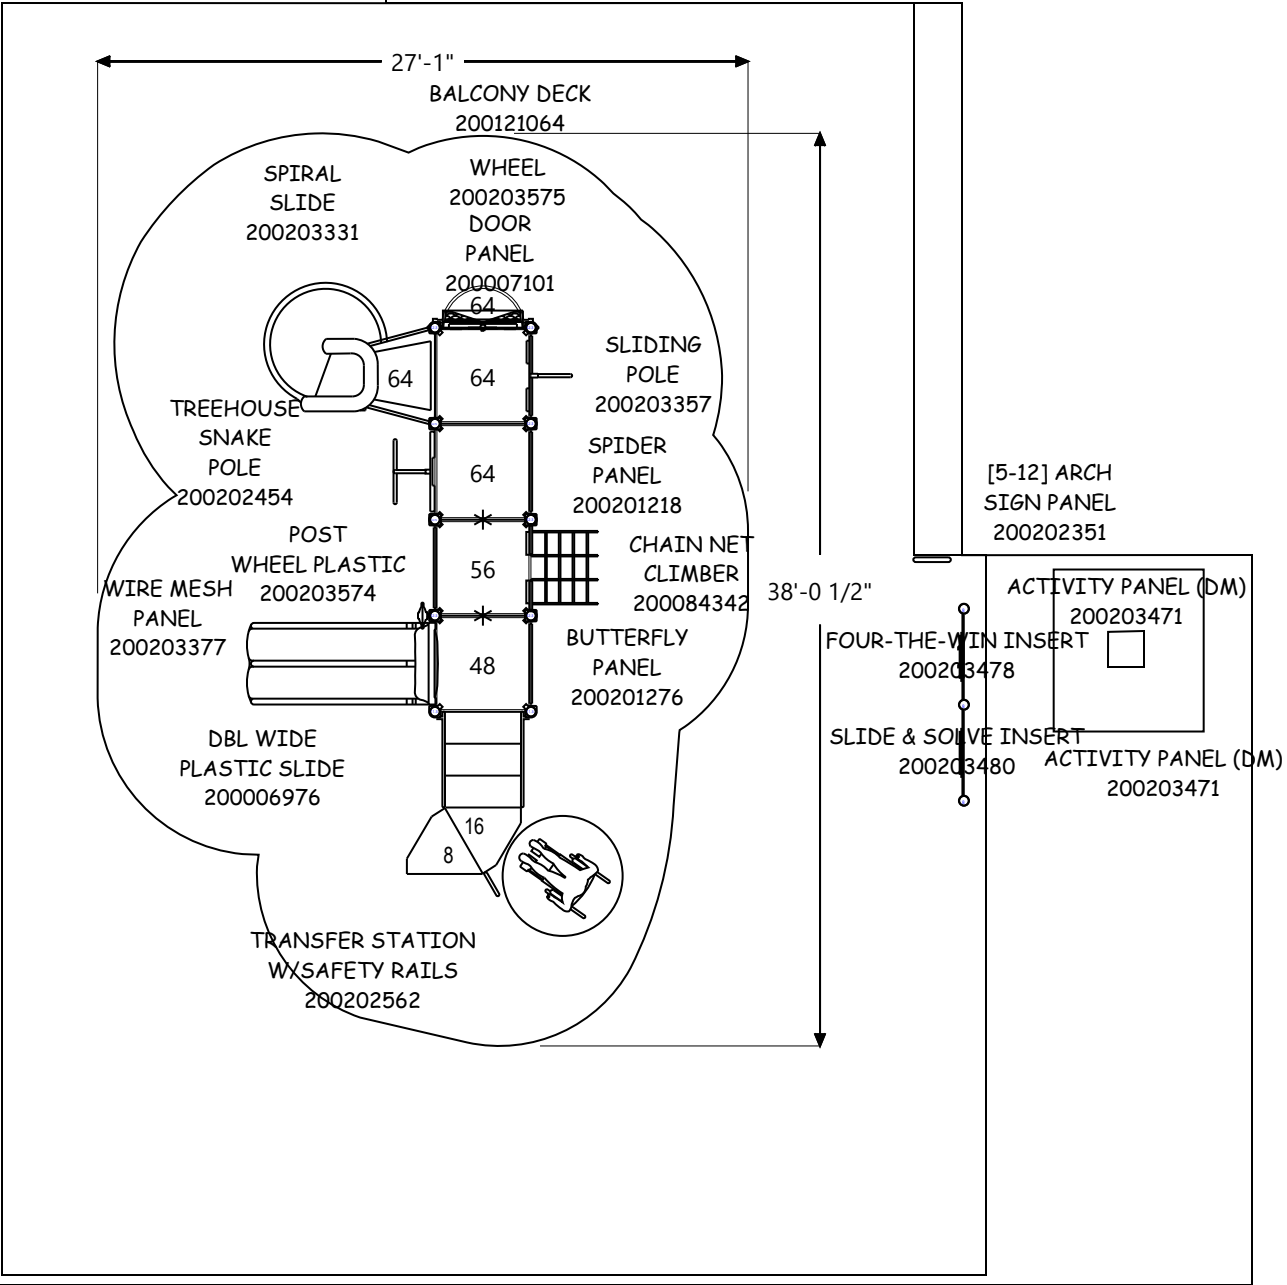 27'-1"
BALCONY DECK
200121064
SPIRAL
SLIDE
200203331
WHEEL
200203575
DOOR
PANEL
200007101
64
64
64
SLIDING
POLE
200203357
TREEHOUSE
SNAKE
POLE
200202454
64
SPIDER
PANEL
200201218
[5-12] ARCH
SIGN PANEL
200202351
POST
WHEEL PLASTIC
200203574
56
CHAIN NET
CLIMBER
200084342
38'-0 1/2"
WIRE MESH
PANEL
200203377
ACTIVITY PANEL (DM)
200203471
FOUR-THE-WIN INSERT
200203478
48
BUTTERFLY
PANEL
200201276
DBL WIDE
PLASTIC SLIDE
200006976
SLIDE & SOLVE INSERT
200203480
ACTIVITY PANEL (DM)
200203471
16
8
TRANSFER STATION
W/SAFETY RAILS
200202562